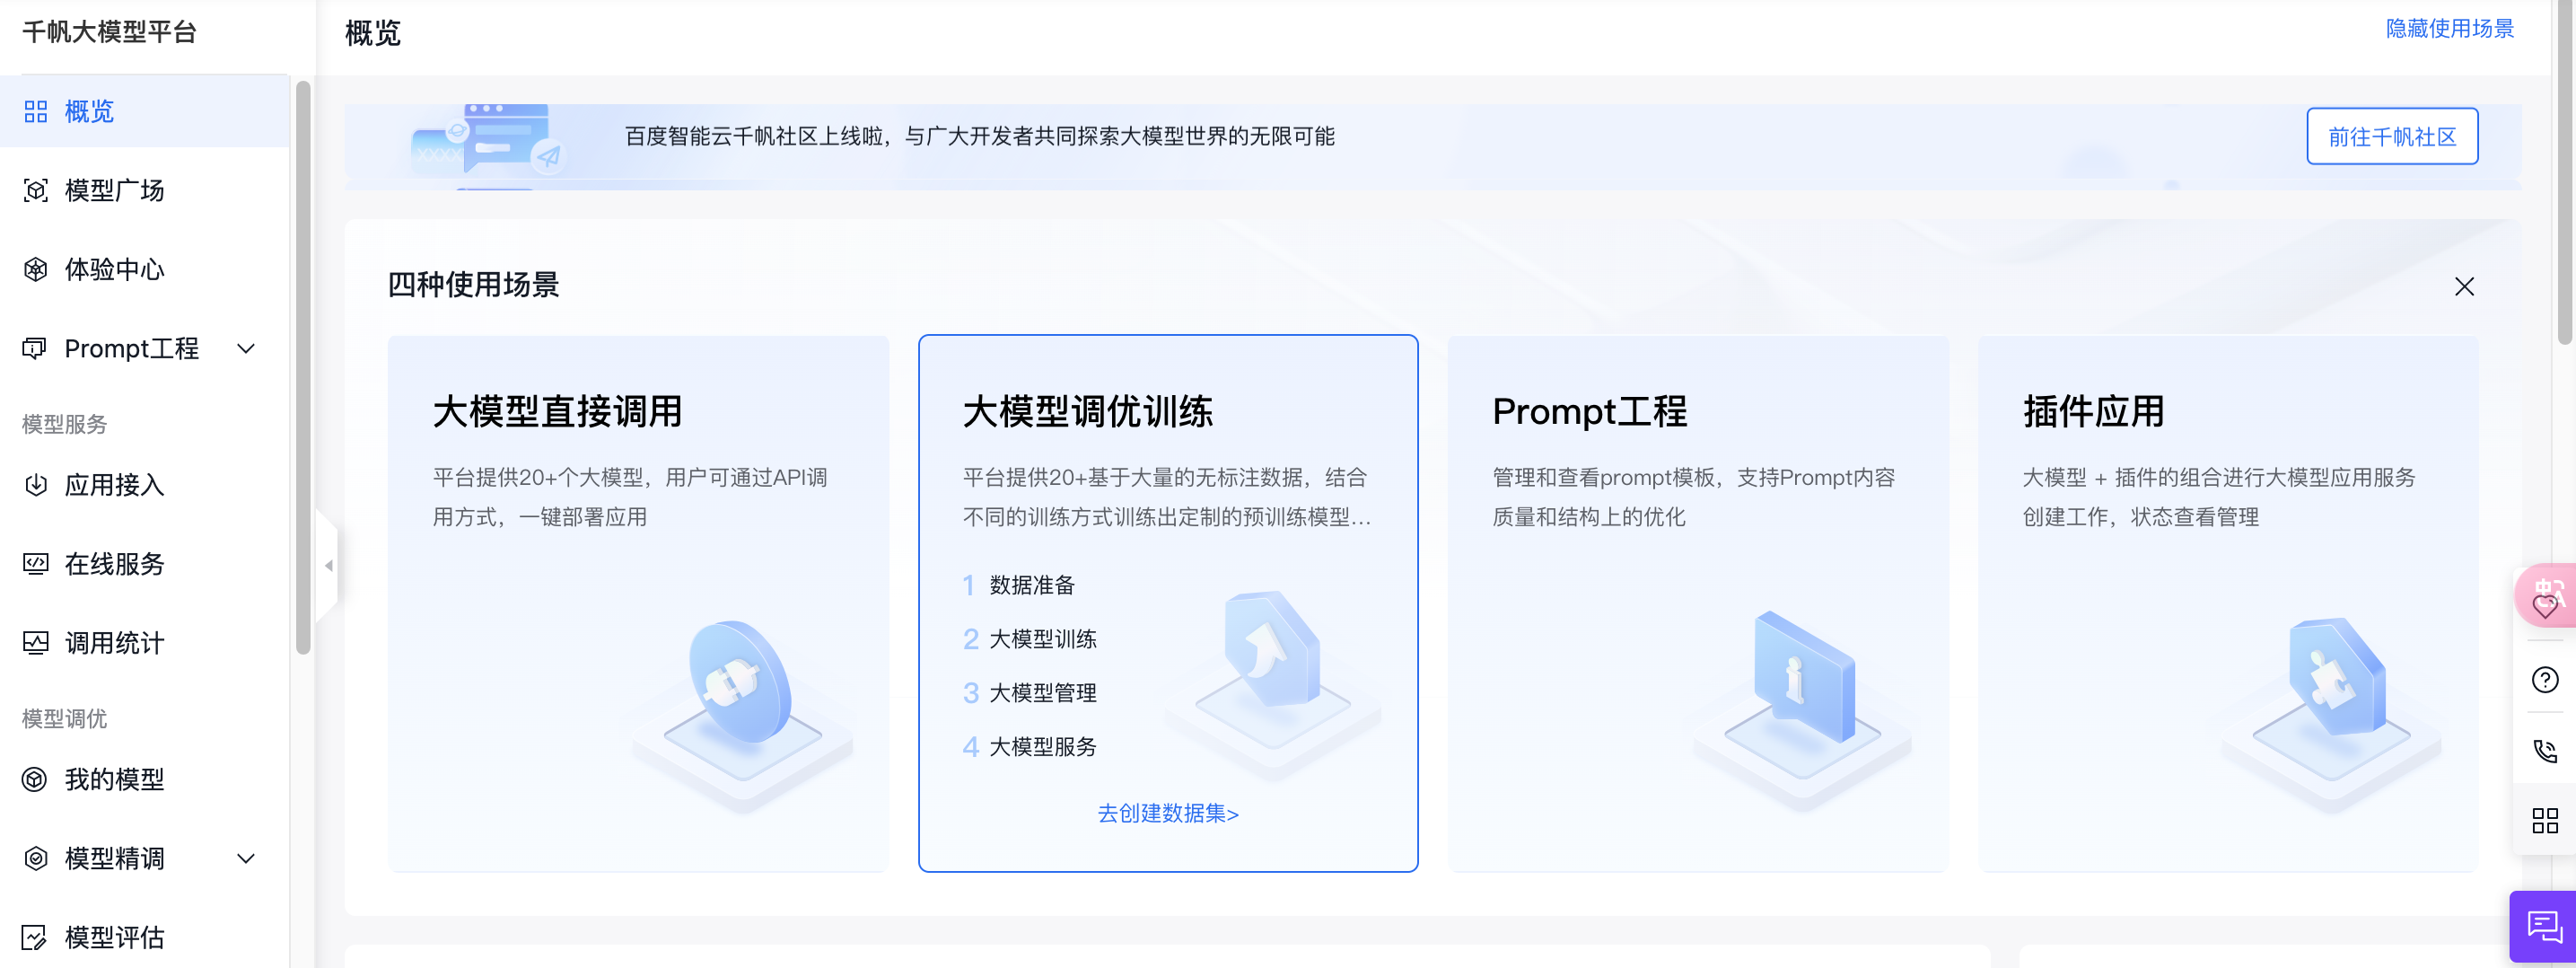 千帆大模型平台
概览
模型广场
体验中心
Prompt工程
模型服务
应用接入
在线服务
调用统计
模型调优
我的模型
模型精调
模型评估
概览
隐藏使用场景
百度智能云千帆社区上线啦，与广大开发者共同探索大模型世界的无限可能
前往千帆社区
四种使用场景
大模型直接调用
平台提供20+个大模型，用户可通过API调
用方式，一键部署应用
大模型调优训练
平台提供20+基于大量的无标注数据，结合
不同的训练方式训练出定制的预训练模型...
1 数据准备
2 大模型训练
3 大模型管理
4 大模型服务
去创建数据集>
Prompt工程
管理和查看prompt模板，支持Prompt内容
质量和结构上的优化
插件应用
大模型 + 插件的组合进行大模型应用服务
创建工作，状态查看管理